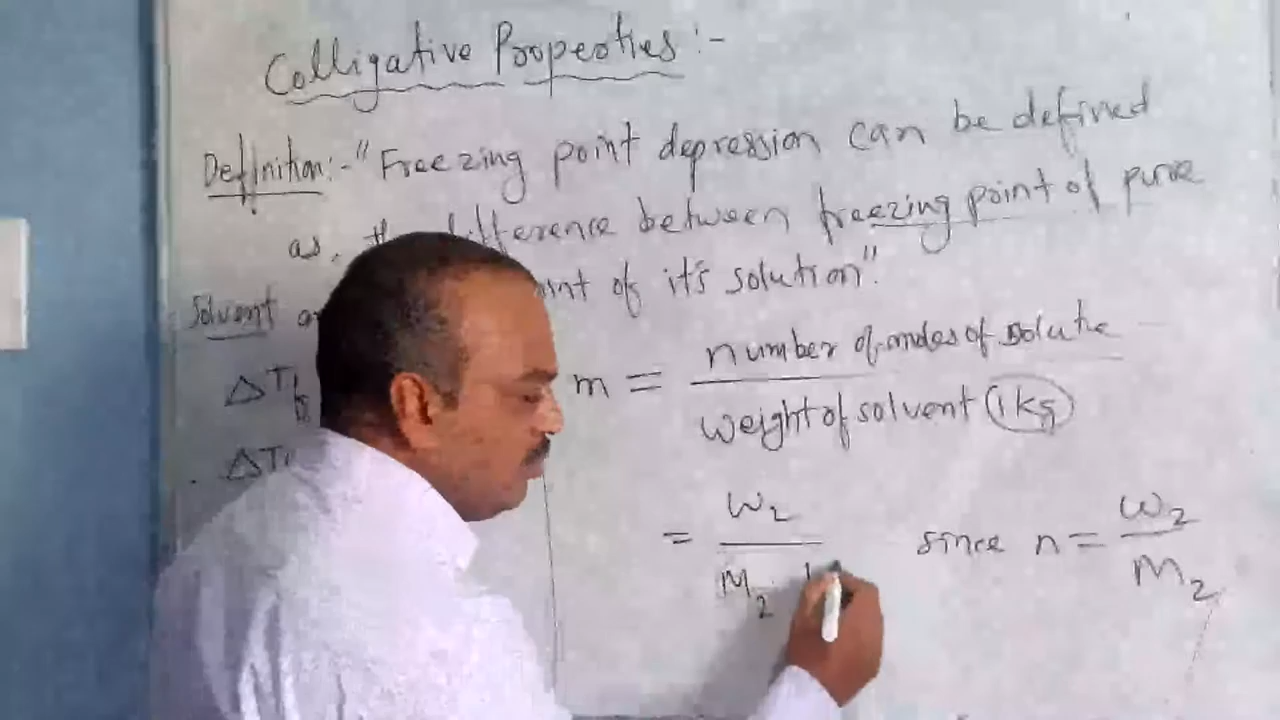 Colligative Properties :-
Definition:- "Freezing point depression can be defined
as the difference between freezing point of pure
Solvent of it's solution".
m = number of moles of solute
weight of solvent (1 kg)
ΔT
ΔT
= w₂ since n = w₂
M₂ M₂